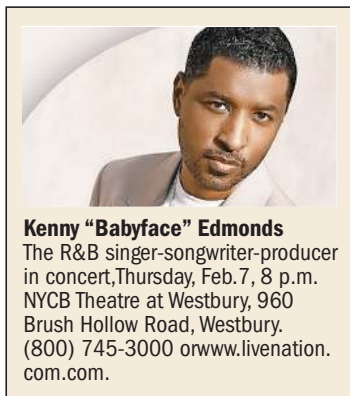 Kenny “Babyface” Edmonds
The R&B singer-songwriter-producer
in concert,Thursday, Feb.7, 8 p.m.
NYCB Theatre at Westbury, 960
Brush Hollow Road, Westbury.
(800) 745-3000 orwww.livenation.
com.com.